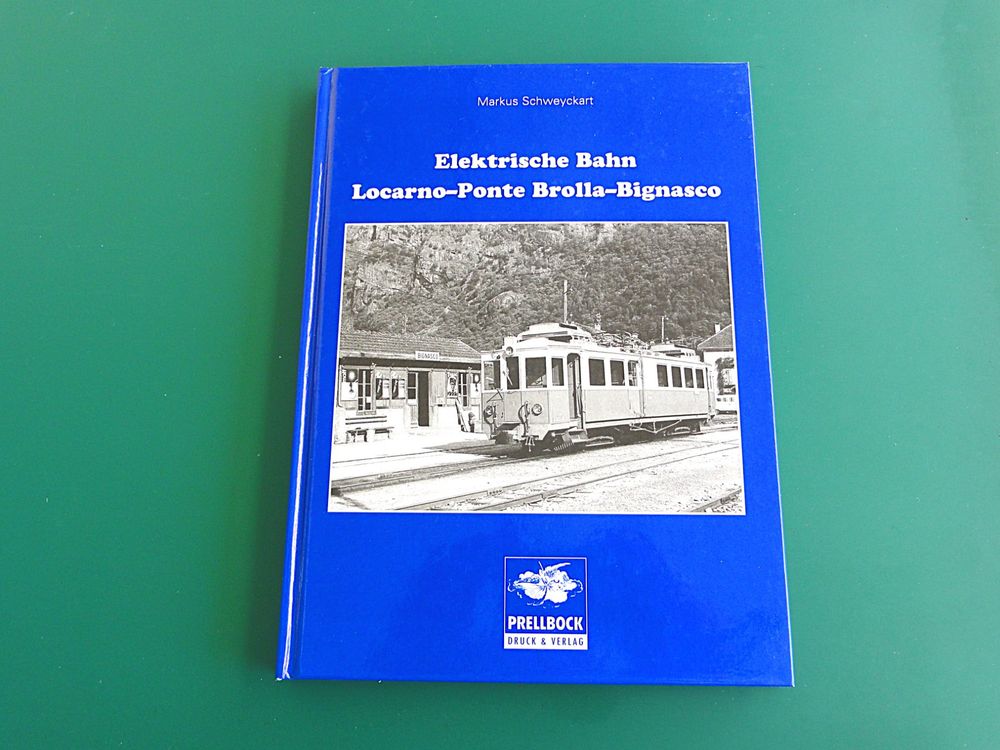 Markus Schweyckart
Elektrische Bahn
Locarno–Ponte Brolla–Bignasco
BIGNASCO
PRELLBOCK
DRUCK & VERLAG